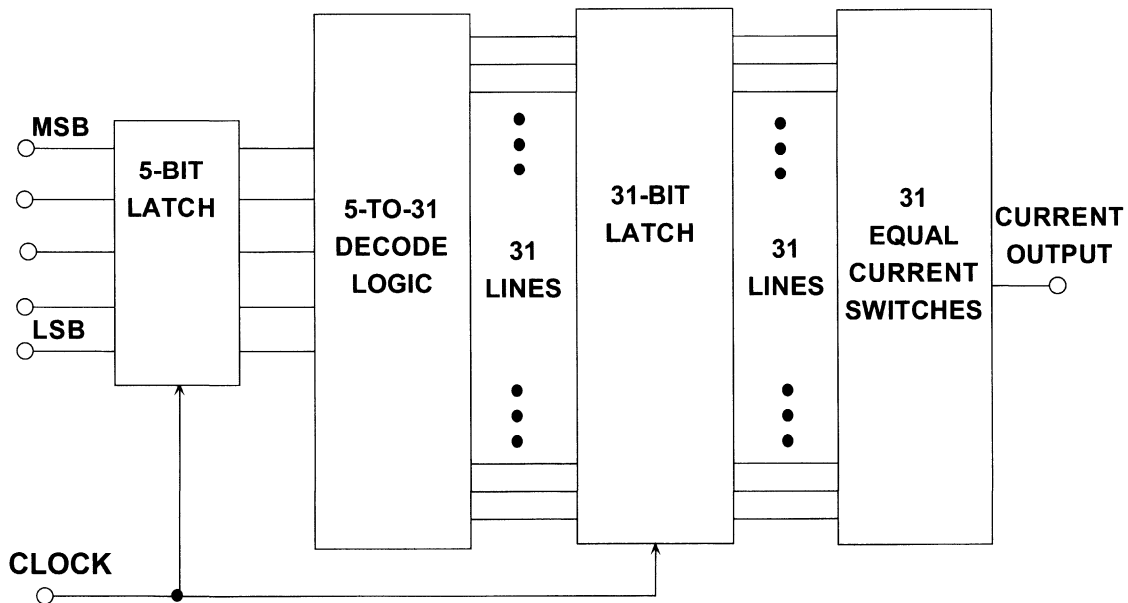 MSB
5-BIT
LATCH
LSB
5-TO-31
DECODE
LOGIC
31
LINES
31-BIT
LATCH
31
LINES
31
EQUAL
CURRENT
SWITCHES
CURRENT
OUTPUT
CLOCK